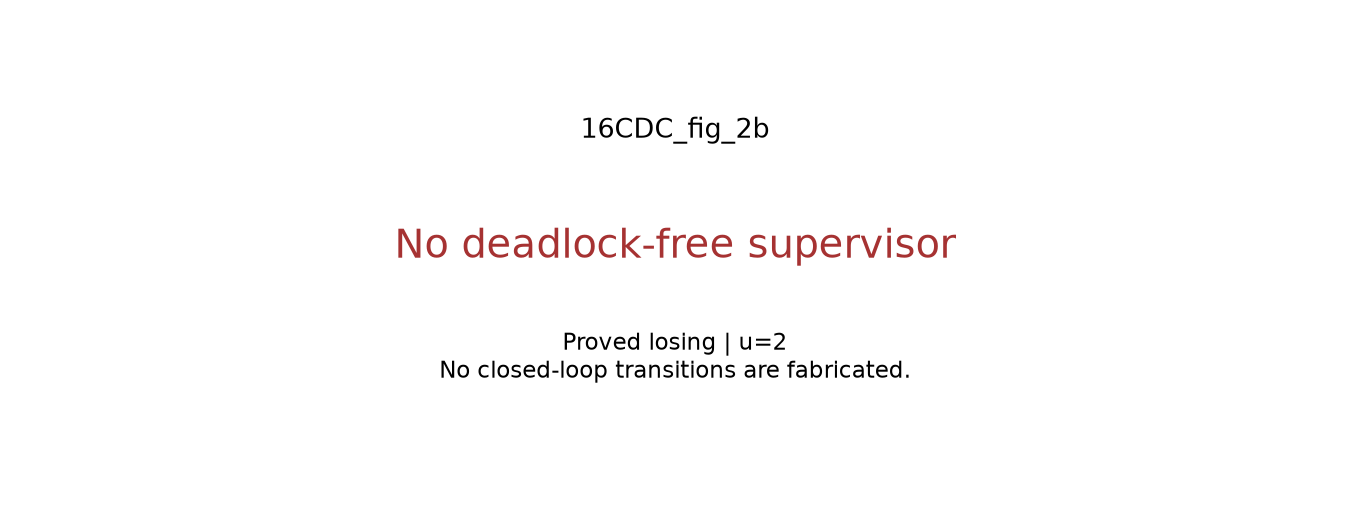 16CDC_fig_2b
No deadlock-free supervisor
Proved losing | u=2
No closed-loop transitions are fabricated.